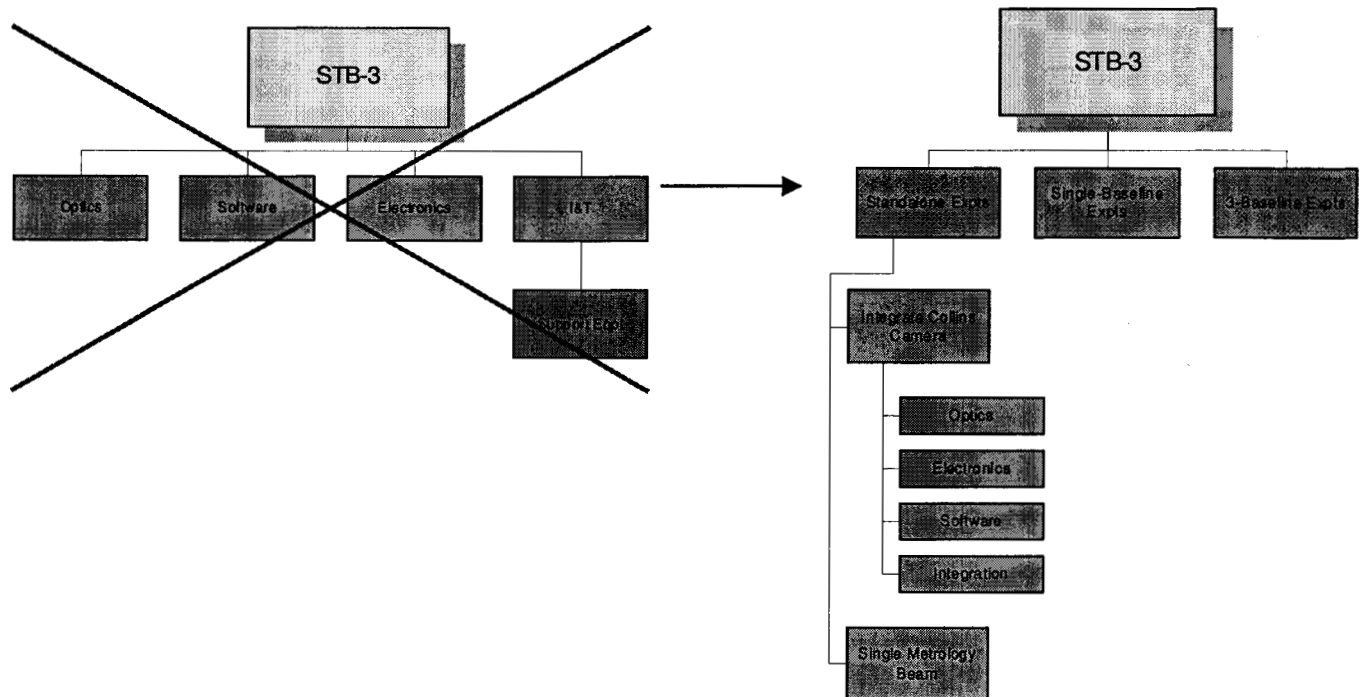 STB-3
Optics
Software
Electronics
I&T
Support Eqpt
STB-3
Standalone Expts
Single-Baseline
Expts
3-Baseline Expts
Integrate Collins
Camera
Optics
Electronics
Software
Integration
Single Metrology
Beam